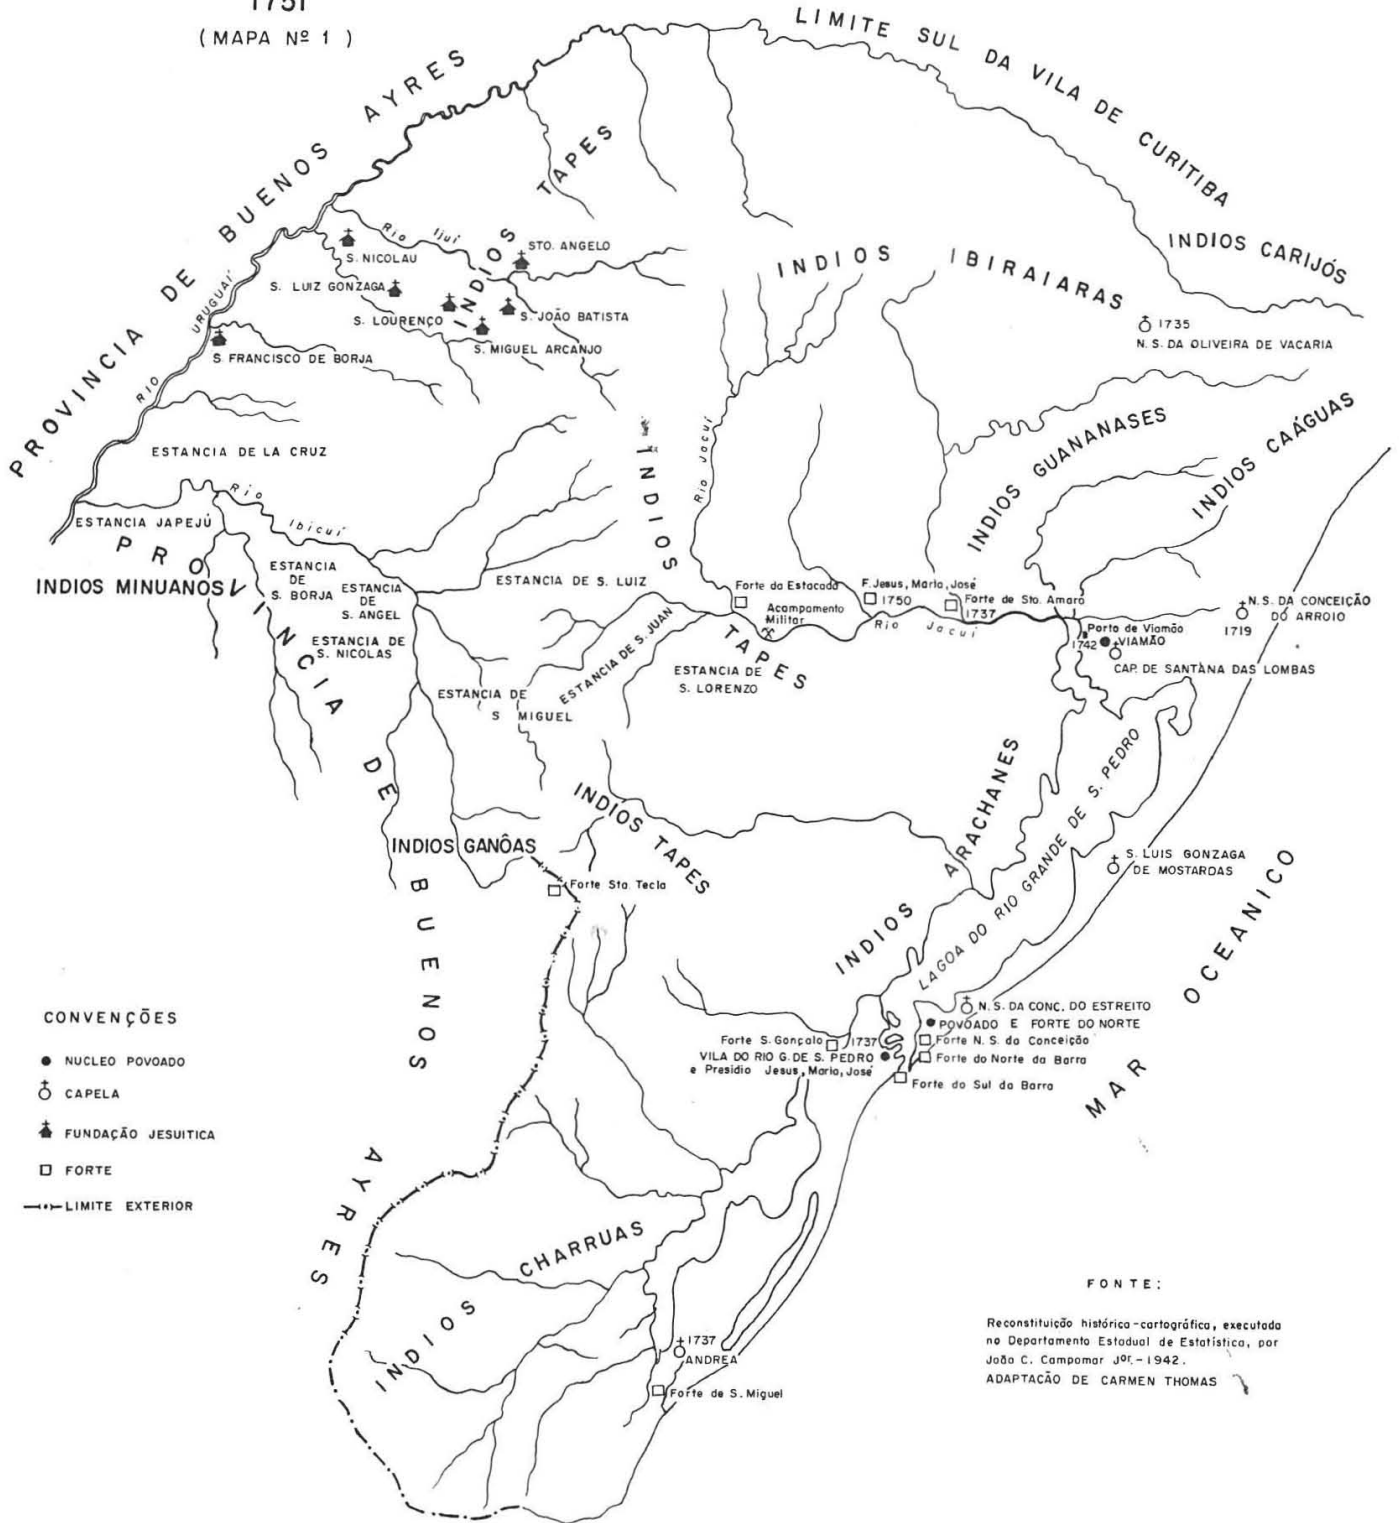 1751
( MAPA Nº 1 )
LIMITE SUL DA VILA DE CURITIBA
PROVINCIA DE BUENOS AYRES
INDIOS TAPES
INDIOS CARIJÓS
INDIOS IBIRAIARAS
Rio Ijuí
STO. ANGELO
S. NICOLAU
S. LUIZ GONZAGA
S. LOURENÇO
S. JOÃO BATISTA
S. MIGUEL ARCANJO
S. FRANCISCO DE BORJA
RIO URUGUAÍ
1735
N. S. DA OLIVEIRA DE VACARIA
INDIOS GUANANASES
INDIOS CAÁGUAS
ESTANCIA DE LA CRUZ
Rio Jacuí
Rio Ibicuí
ESTANCIA JAPEJÚ
INDIOS MINUANOS
PROVINCIA DE BUENOS AYRES
ESTANCIA
DE
S. BORJA
ESTANCIA
DE
S. ANGEL
ESTANCIA DE
S. NICOLAS
ESTANCIA DE S. LUIZ
ESTANCIA DE S. JUAN
ESTANCIA DE
S MIGUEL
INDIOS TAPES
Forte da Estacada
Acampamento
Militar
ESTANCIA DE
S. LORENZO
F. Jesus, Maria, José
1750
Forte de Sto. Amaro
1737
Rio Jacuí
Porto de Viamão
1742
VIAMÃO
CAP. DE SANTÀNA DAS LOMBAS
N. S. DA CONCEIÇÃO
DO ARROIO
1719
INDIOS ARACHANES
LAGOA DO RIO GRANDE DE S. PEDRO
INDIOS TAPES
INDIOS GANÔAS
Forte Sta. Tecla
S. LUIS GONZAGA
DE MOSTARDAS
MAR OCEANICO
N. S. DA CONC. DO ESTREITO
POVOADO E FORTE DO NORTE
Forte S. Gonçalo
1737
Forte N. S. da Conceição
VILA DO RIO G. DE S. PEDRO
e Presidio Jesus, Maria, José
Forte do Norte da Barra
Forte do Sul da Barra
CONVENÇÕES
NUCLEO POVOADO
CAPELA
FUNDAÇÃO JESUITICA
FORTE
LIMITE EXTERIOR
INDIOS CHARRUAS
1737
ANDREA
Forte de S. Miguel
FONTE:
Reconstituição histórica-cartográfica, executada
no Departamento Estadual de Estatística, por
João C. Campomar Jor. - 1942.
ADAPTACÃO DE CARMEN THOMAS